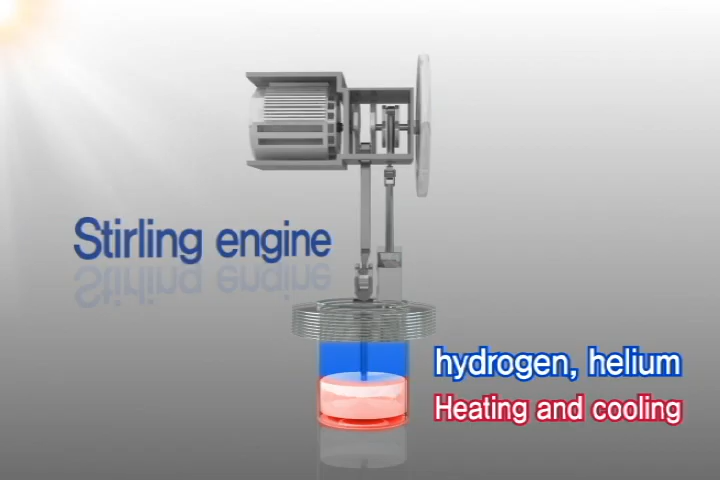 Stirling engine
hydrogen, helium
Heating and cooling